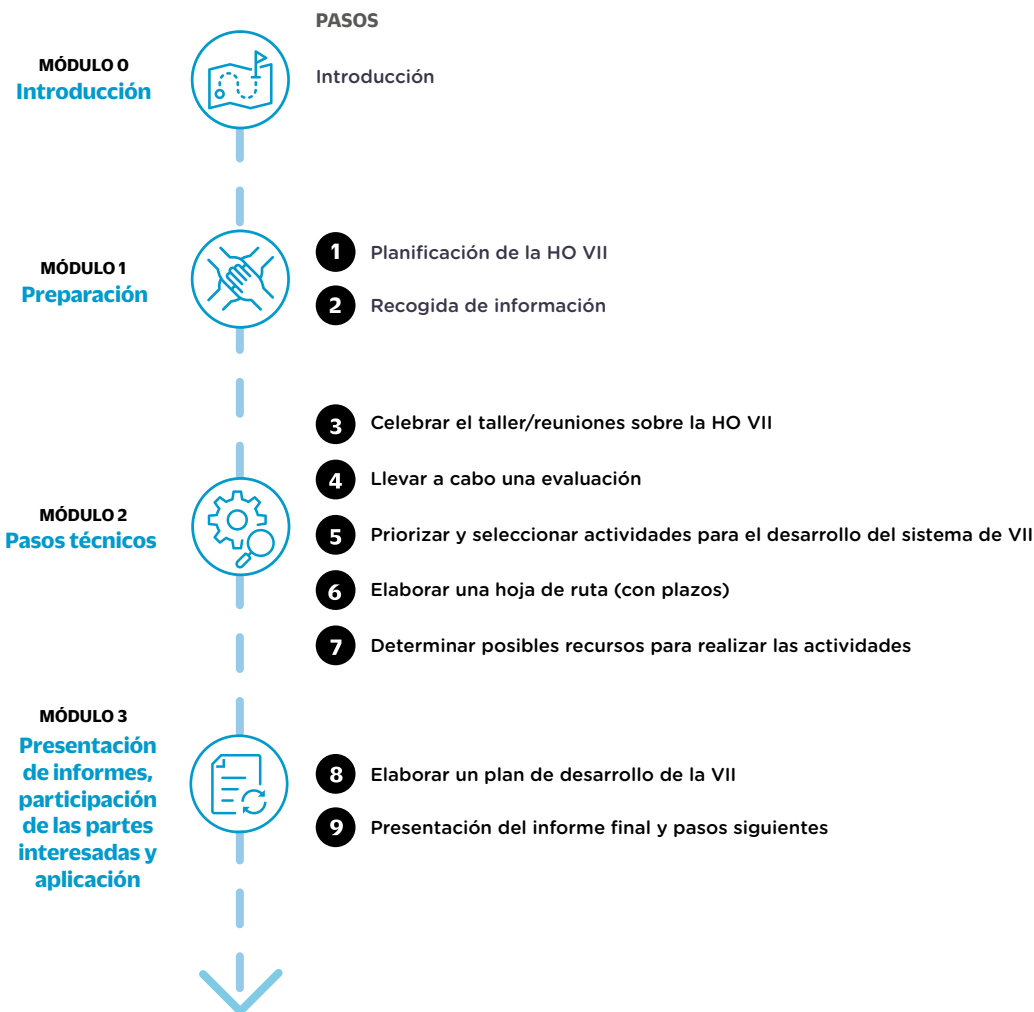 PASOS
MÓDULO 0
Introducción
Introducción
MÓDULO 1
Preparación
1 Planificación de la HO VII
2 Recogida de información
MÓDULO 2
Pasos técnicos
3 Celebrar el taller/reuniones sobre la HO VII
4 Llevar a cabo una evaluación
5 Priorizar y seleccionar actividades para el desarrollo del sistema de VII
6 Elaborar una hoja de ruta (con plazos)
7 Determinar posibles recursos para realizar las actividades
MÓDULO 3
Presentación
de informes,
participación
de las partes
interesadas y
aplicación
8 Elaborar un plan de desarrollo de la VII
9 Presentación del informe final y pasos siguientes